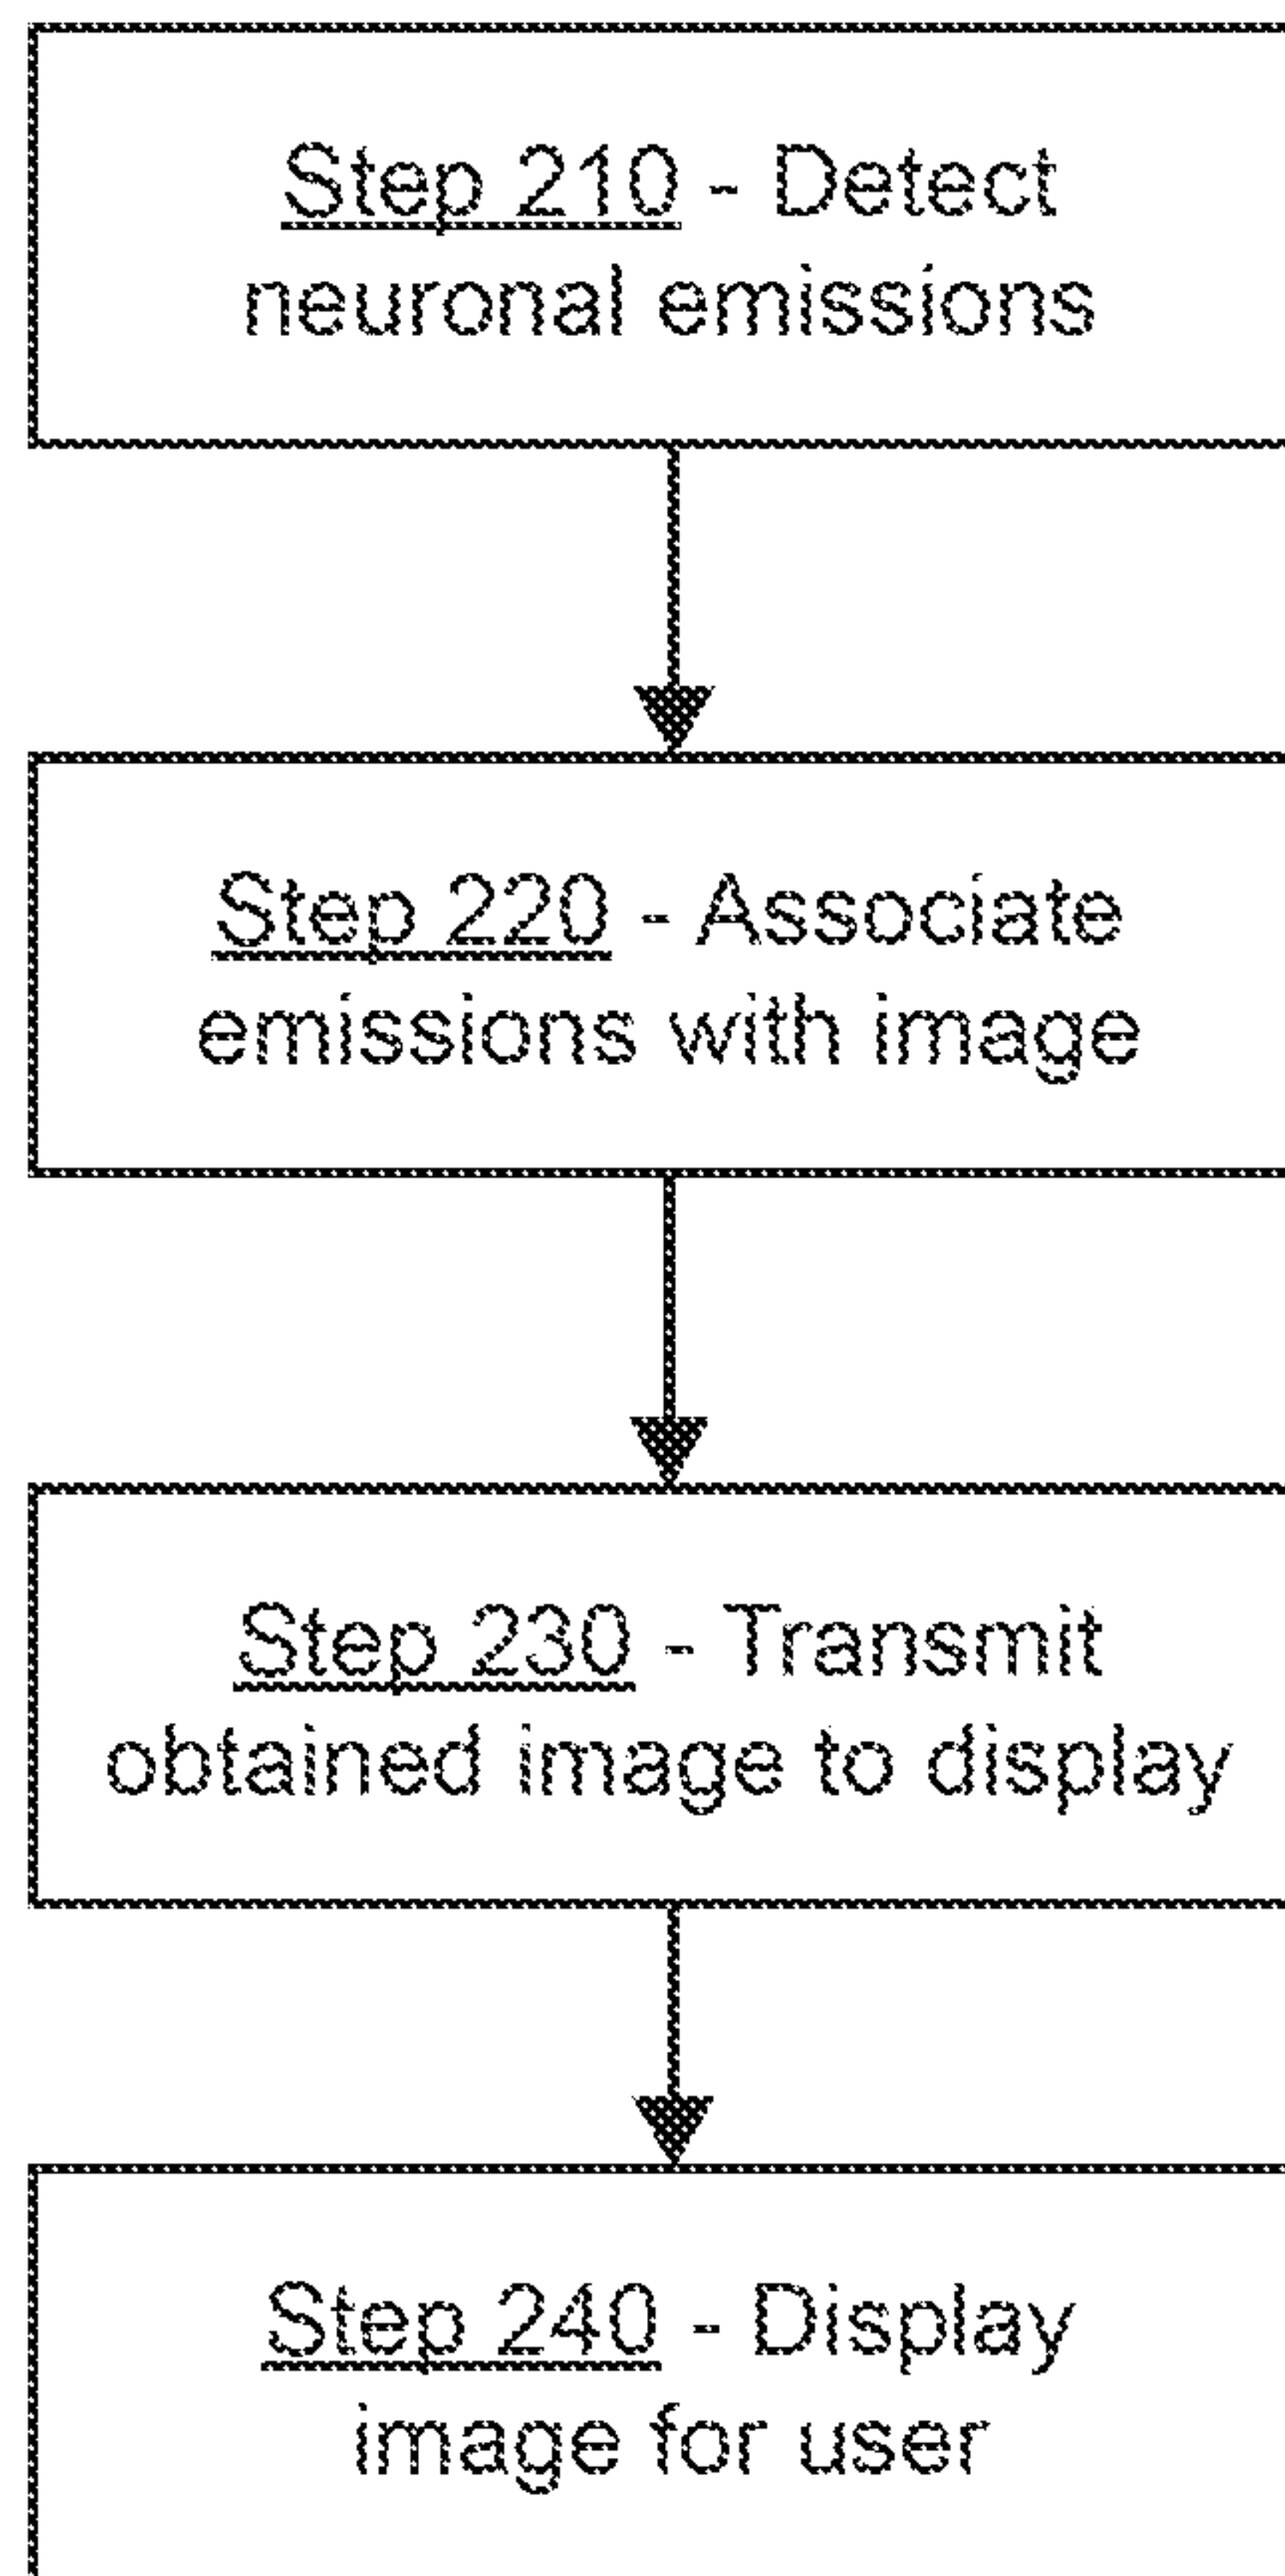 Step 210 - Detect
neuronal emissions
Step 220 - Associate
emissions with image
Step 230 - Transmit
obtained image to display
Step 240 - Display
image for user